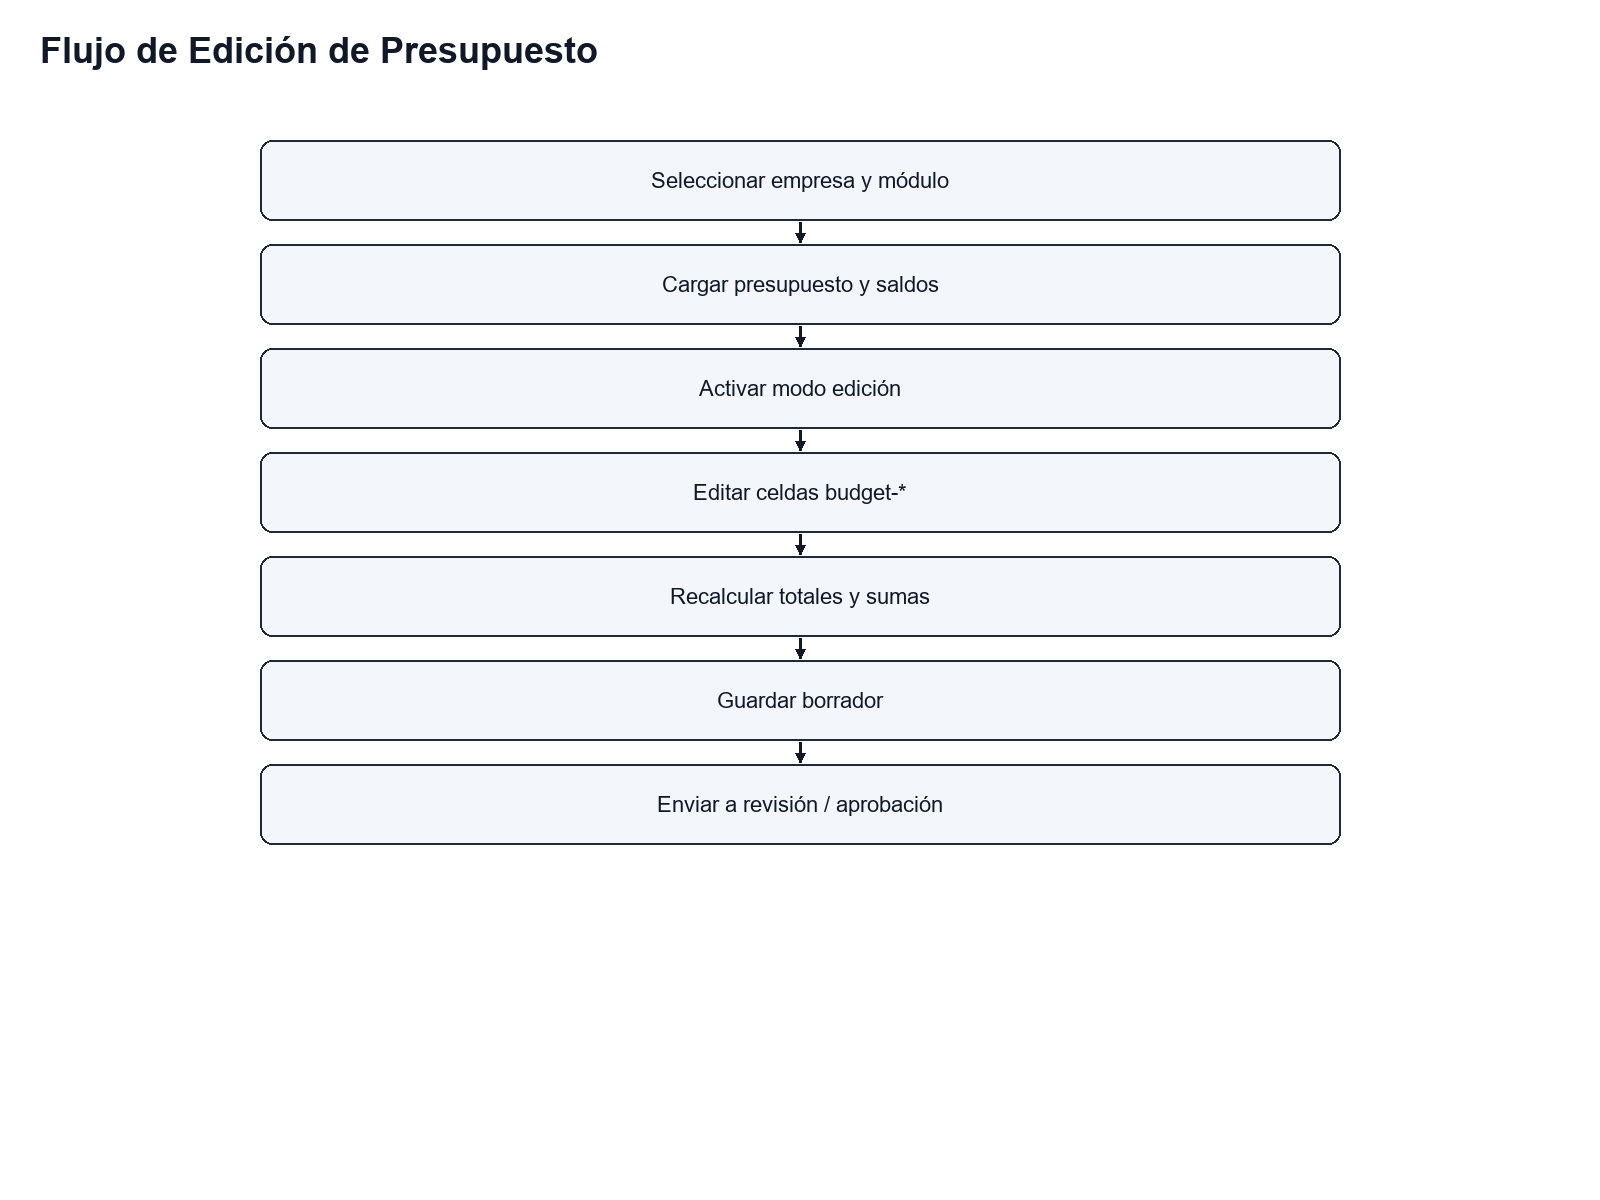 Flujo de Edición de Presupuesto
Seleccionar empresa y módulo
Cargar presupuesto y saldos
Activar modo edición
Editar celdas budget-*
Recalcular totales y sumas
Guardar borrador
Enviar a revisión / aprobación